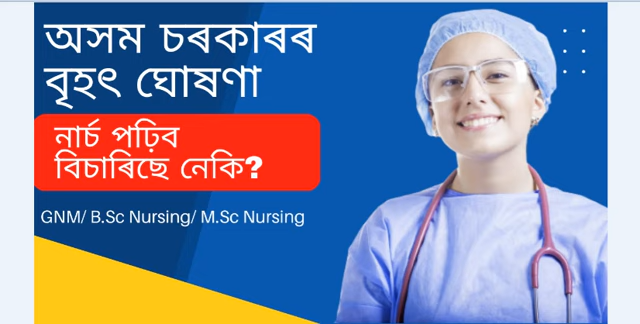 অসম চৰকাৰৰ
বৃহৎ ঘোষণা
নাৰ্চ পঢ়িব
বিচাৰিছে নেকি?
GNM/ B.Sc Nursing/ M.Sc Nursing